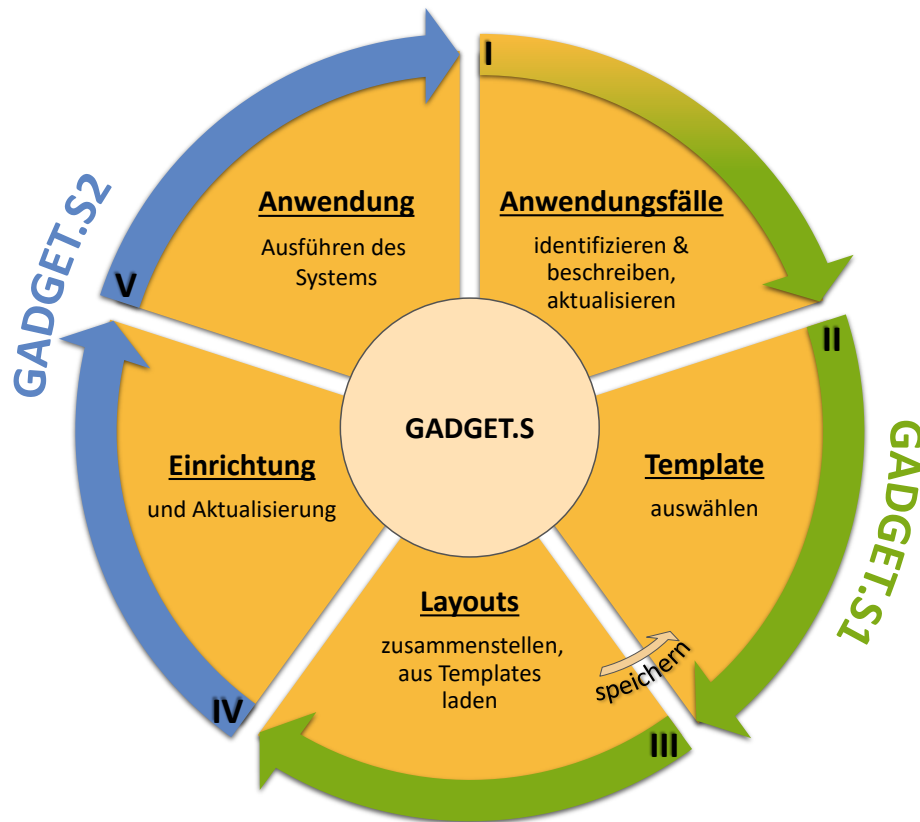 I
Anwendungsfälle
identifizieren &
beschreiben,
aktualisieren
II
Template
auswählen
GADGET.S1
speichern
III
Layouts
zusammenstellen,
aus Templates
laden
IV
Einrichtung
und Aktualisierung
GADGET.S2
V
Anwendung
Ausführen des
Systems
GADGET.S